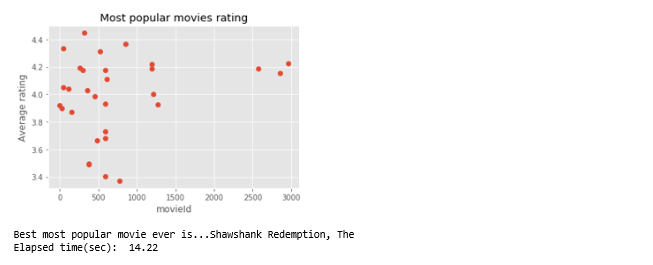 Most popular movies rating
4.4
4.2
4.0
3.8
3.6
3.4
Average rating
0 500 1000 1500 2000 2500 3000
movieId
Best most popular movie ever is...Shawshank Redemption, The
Elapsed time(sec):  14.22